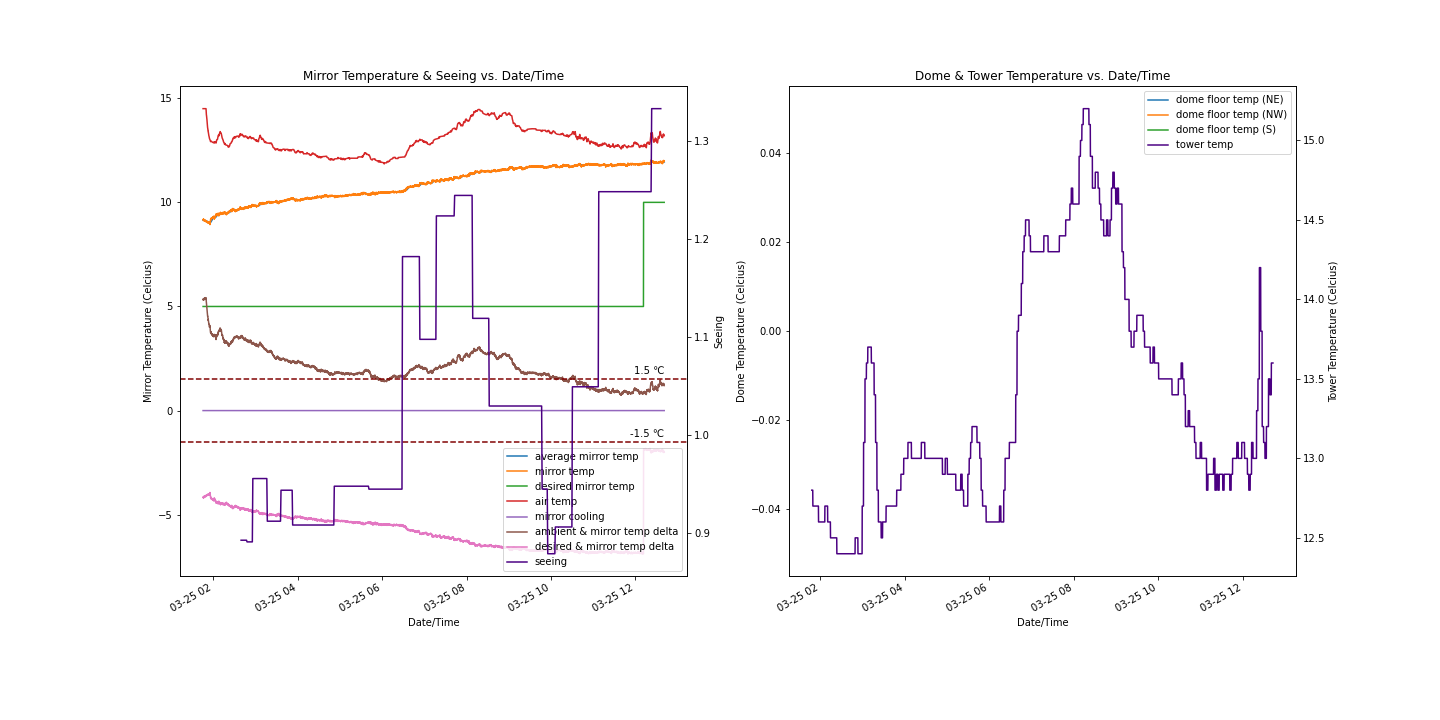 Mirror Temperature & Seeing vs. Date/Time
15
10
5
0
−5
Mirror Temperature (Celcius)
1.3
1.2
1.1
1.0
0.9
Seeing
1.5 °C
-1.5 °C
average mirror temp
mirror temp
desired mirror temp
air temp
mirror cooling
ambient & mirror temp delta
desired & mirror temp delta
seeing
03-25 02
03-25 04
03-25 06
03-25 08
03-25 10
03-25 12
Date/Time
Dome & Tower Temperature vs. Date/Time
0.04
0.02
0.00
−0.02
−0.04
Dome Temperature (Celcius)
dome floor temp (NE)
dome floor temp (NW)
dome floor temp (S)
tower temp
15.0
14.5
14.0
13.5
13.0
12.5
Tower Temperature (Celcius)
03-25 02
03-25 04
03-25 06
03-25 08
03-25 10
03-25 12
Date/Time